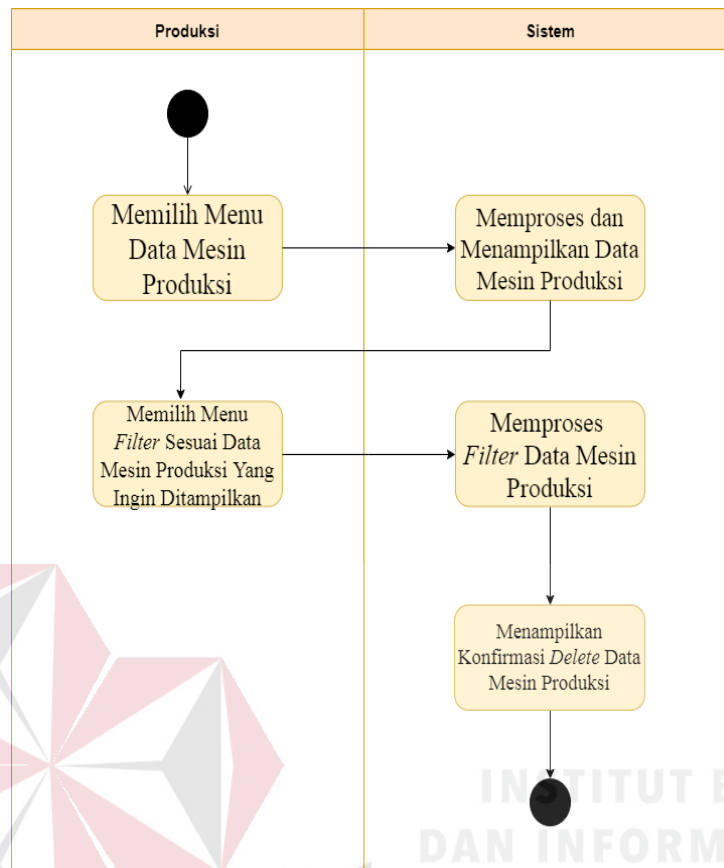 Produksi
Sistem
Memilih Menu
Data Mesin
Produksi
Memproses dan
Menampilkan Data
Mesin Produksi
Memilih Menu
Filter Sesuai Data
Mesin Produksi Yang
Ingin Ditampilkan
Memproses
Filter Data Mesin
Produksi
Menampilkan
Konfirmasi Delete Data
Mesin Produksi
INSTITUT B
DAN INFORM